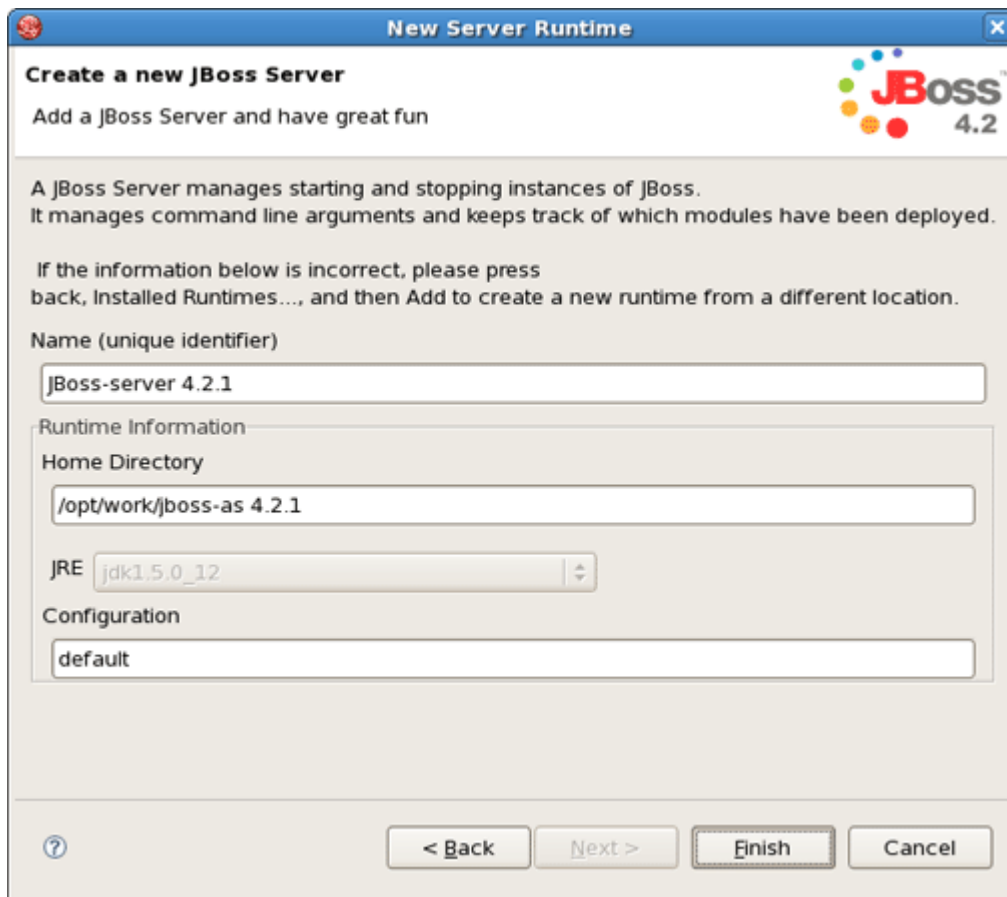 New Server Runtime
Create a new JBoss Server
Add a JBoss Server and have great fun
JBoss™
4.2
A JBoss Server manages starting and stopping instances of JBoss.
It manages command line arguments and keeps track of which modules have been deployed.
If the information below is incorrect, please press
back, Installed Runtimes..., and then Add to create a new runtime from a different location.
Name (unique identifier)
JBoss-server 4.2.1
Runtime Information
Home Directory
/opt/work/jboss-as 4.2.1
JRE jdk1.5.0_12
Configuration
default
? < Back Next > Finish Cancel